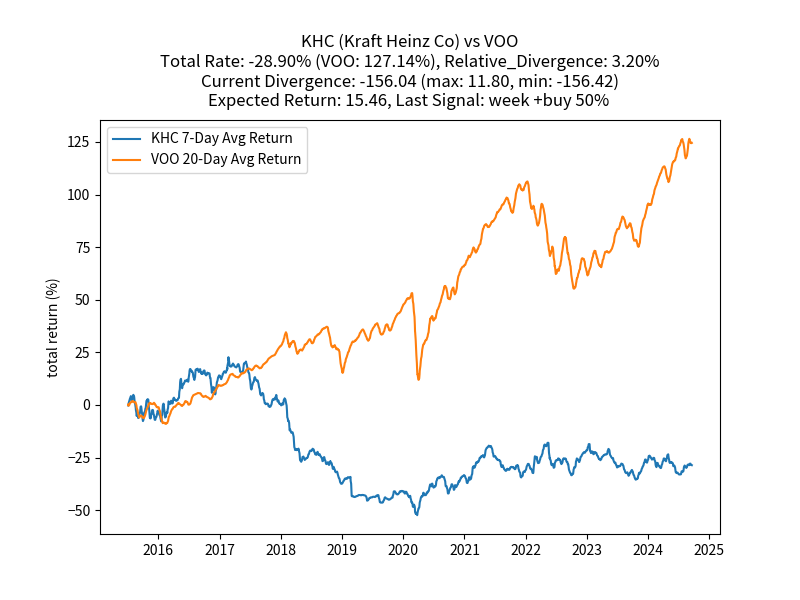 KHC (Kraft Heinz Co) vs VOO
Total Rate: -28.90% (VOO: 127.14%), Relative_Divergence: 3.20%
Current Divergence: -156.04 (max: 11.80, min: -156.42)
Expected Return: 15.46, Last Signal: week +buy 50%
KHC 7-Day Avg Return
VOO 20-Day Avg Return
total return (%)
125
100
75
50
25
0
−25
−50
2016 2017 2018 2019 2020 2021 2022 2023 2024 2025